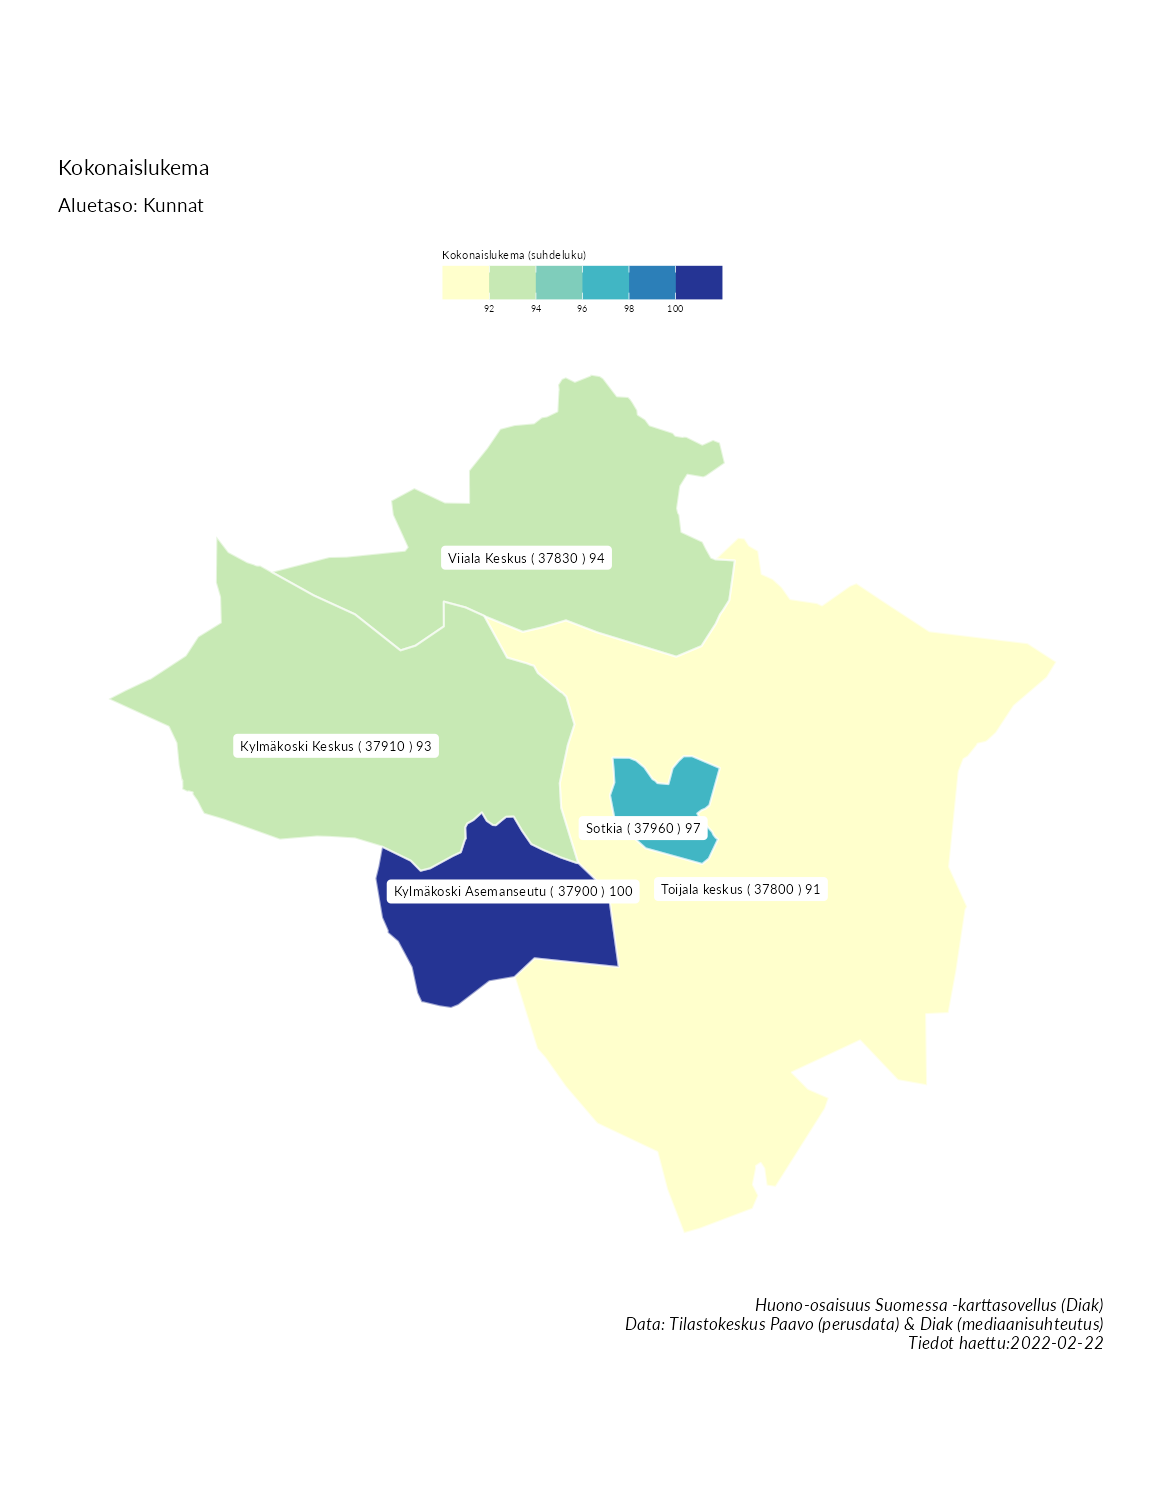 Kokonaislukema
Aluetaso: Kunnat
Kokonaislukema (suhdeluku)
92 94 96 98 100
Viiala Keskus ( 37830 ) 94
Kylmäkoski Keskus ( 37910 ) 93
Sotkia ( 37960 ) 97
Kylmäkoski Asemanseutu ( 37900 ) 100
Toijala keskus ( 37800 ) 91
Huono-osaisuus Suomessa -karttasovellus (Diak)
Data: Tilastokeskus Paavo (perusdata) & Diak (mediaanisuhteutus)
Tiedot haettu:2022-02-22